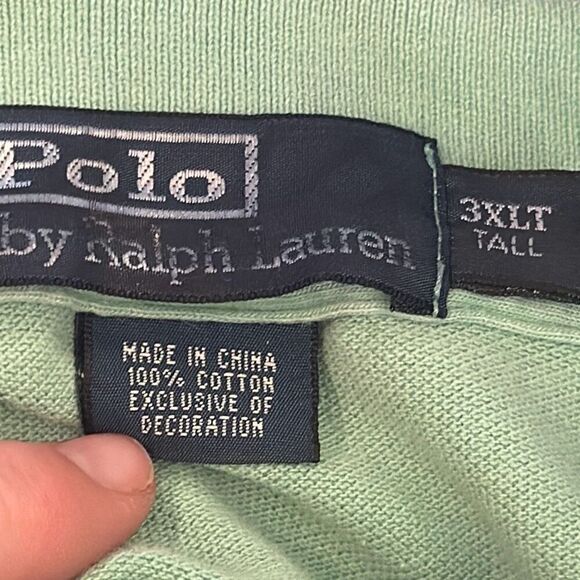 Polo
by Ralph Lauren
3XLT
TALL
MADE IN CHINA
100% COTTON
EXCLUSIVE OF
DECORATION